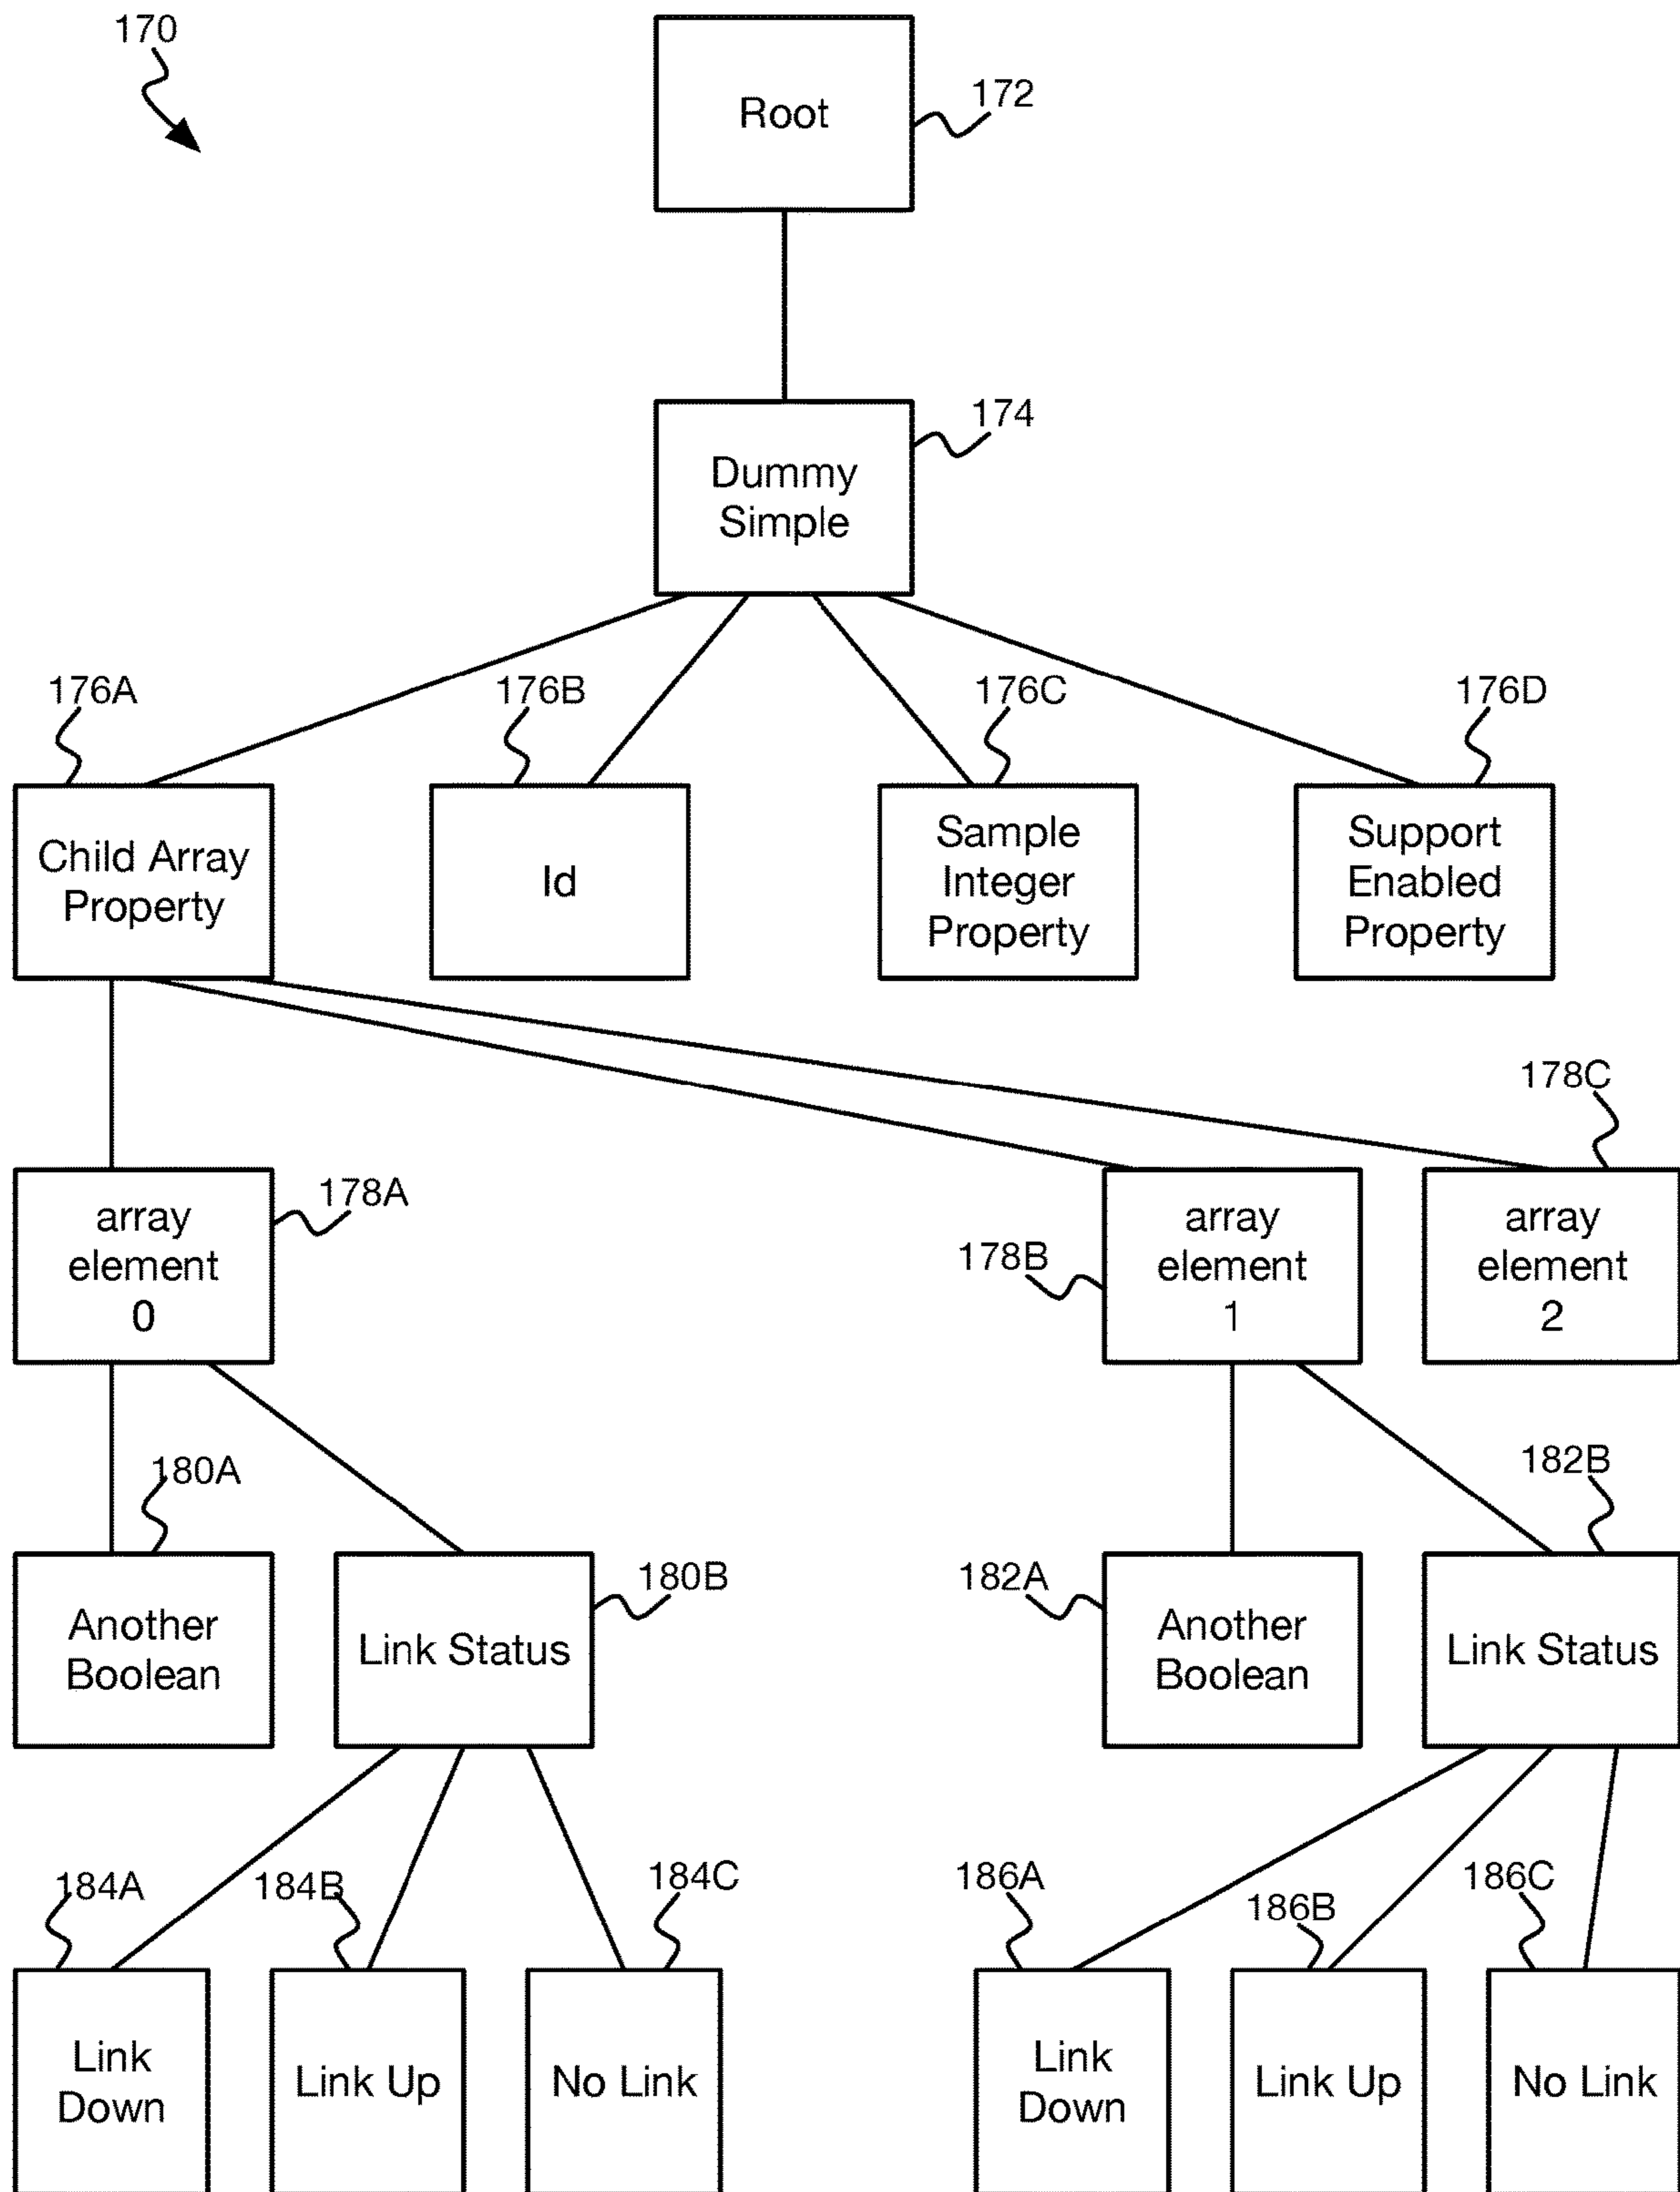 170
Root
172
Dummy
Simple
174
176A
176B
176C
176D
Child Array
Property
Id
Sample
Integer
Property
Support
Enabled
Property
178C
array
element
0
178A
178B
array
element
1
array
element
2
180A
182B
Another
Boolean
Link Status
180B
182A
Another
Boolean
Link Status
184A
184B
184C
186A
186B
186C
Link
Down
Link Up
No Link
Link
Down
Link Up
No Link